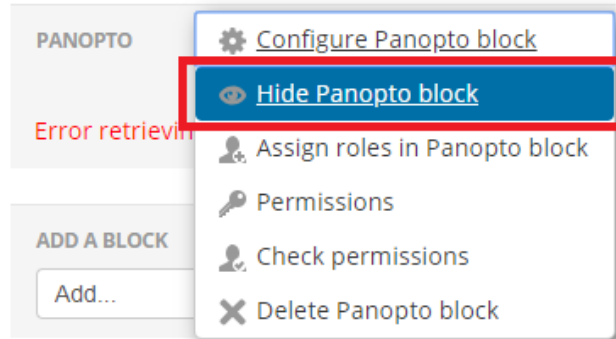 PANOPTO
Configure Panopto block
Hide Panopto block
Error retrievin
Assign roles in Panopto block
Permissions
ADD A BLOCK
Check permissions
Add...
Delete Panopto block